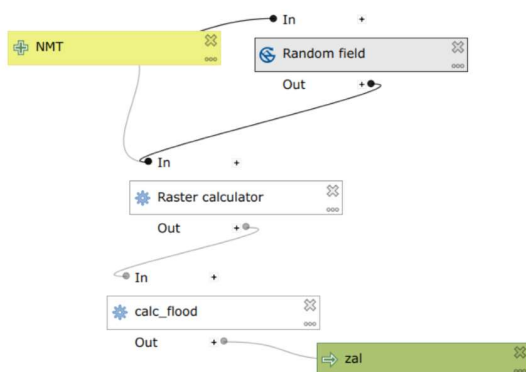 In +
NMT
Random field
Out +
In +
Raster calculator
Out +
In +
calc_flood
Out +
zal